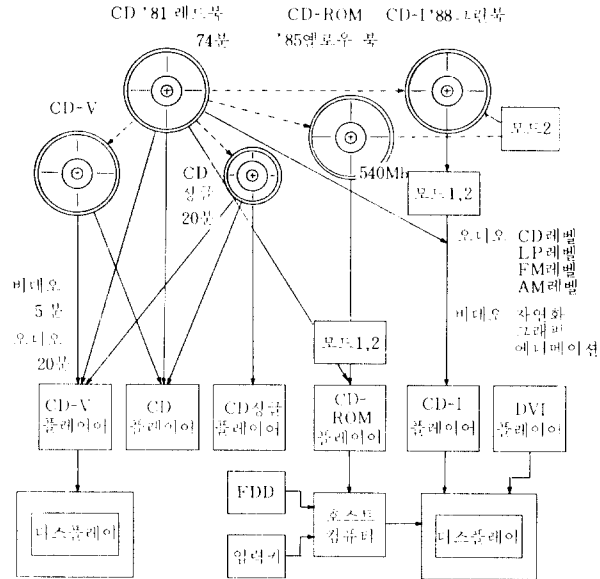 CD '81 레드북
74분
CD-ROM
'85옐로우 북
CD-I '88그린북
CD-V
모드2
540Mb
CD
싱글
20분
모드1,2
오디오 CD레벨
LP레벨
FM레벨
AM레벨
비디오 자연화
그래픽
애니메이션
비데오
5분
오디오
20분
모드1,2
CD-V
플레이어
CD
플레이어
CD싱글
플레이어
CD-
ROM
플레이어
CD-I
플레이어
DVI
플레이어
FDD
입력기
호스트
컴퓨터
디스플레이
디스플레이